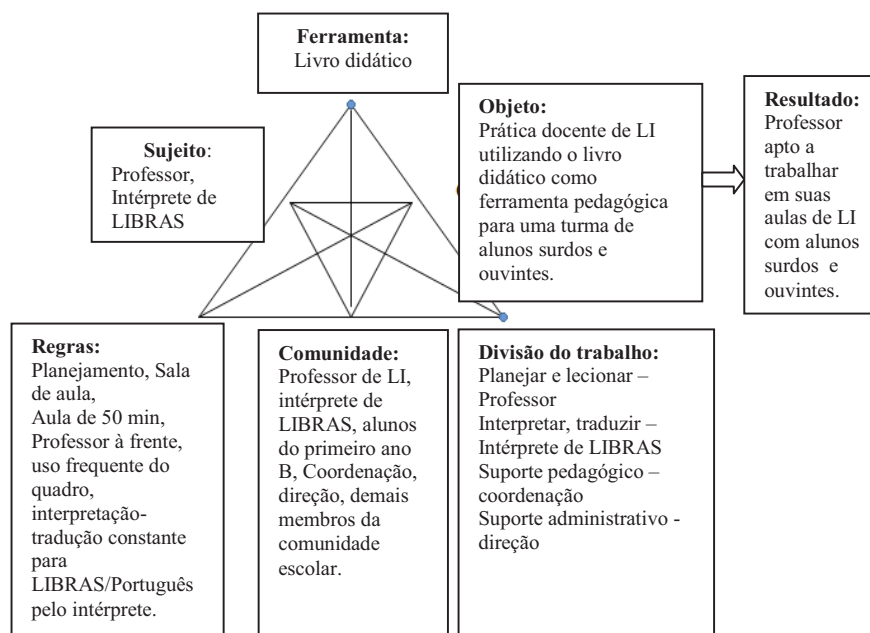 Ferramenta:
Livro didático
Sujeito:
Professor,
Intérprete de
LIBRAS
Objeto:
Prática docente de LI
utilizando o livro
didático como
ferramenta pedagógica
para uma turma de
alunos surdos e
ouvintes.
Resultado:
Professor
apto a
trabalhar
em suas
aulas de LI
com alunos
surdos e
ouvintes.
Regras:
Planejamento, Sala
de aula,
Aula de 50 min,
Professor à frente,
uso frequente do
quadro,
interpretação-
tradução constante
para
LIBRAS/Português
pelo intérprete.
Comunidade:
Professor de LI,
intérprete de
LIBRAS, alunos
do primeiro ano
B, Coordenação,
direção, demais
membros da
comunidade
escolar.
Divisão do trabalho:
Planejar e lecionar –
Professor
Interpretar, traduzir –
Intérprete de LIBRAS
Suporte pedagógico –
coordenação
Suporte administrativo -
direção